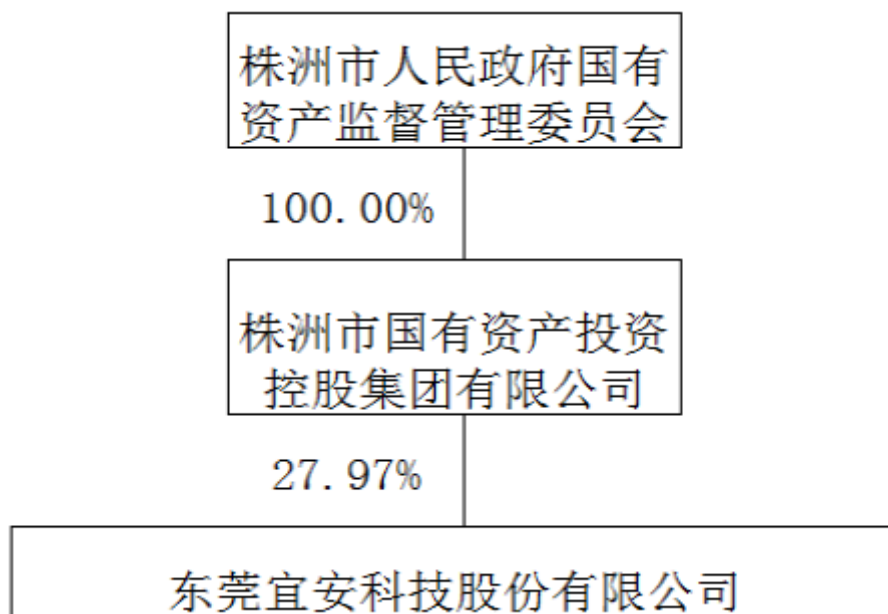 株洲市人民政府国有
资产监督管理委员会
100.00%
株洲市国有资产投资
控股集团有限公司
27.97%
东莞宜安科技股份有限公司